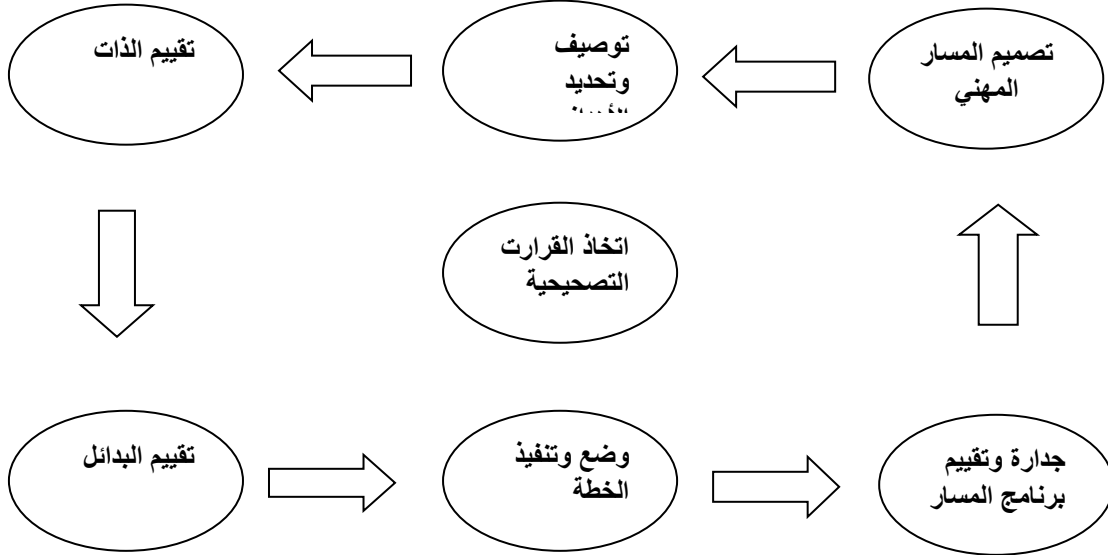 تصميم المسار
المهني
توصيف
وتحديد
تقييم الذات
اتخاذ القرارت
التصحيحية
جدارة وتقييم
برنامج المسار
وضع وتنفيذ
الخطة
تقييم البدائل